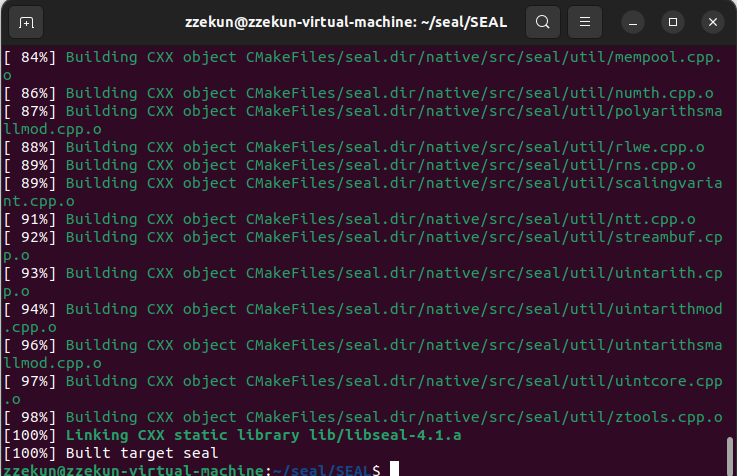 zzekun@zzekun-virtual-machine: ~/seal/SEAL
[ 84%] Building CXX object CMakeFiles/seal.dir/native/src/seal/util/mempool.cpp.
o
[ 86%] Building CXX object CMakeFiles/seal.dir/native/src/seal/util/numth.cpp.o
[ 87%] Building CXX object CMakeFiles/seal.dir/native/src/seal/util/polyarithsma
llmod.cpp.o
[ 88%] Building CXX object CMakeFiles/seal.dir/native/src/seal/util/rlwe.cpp.o
[ 89%] Building CXX object CMakeFiles/seal.dir/native/src/seal/util/rns.cpp.o
[ 89%] Building CXX object CMakeFiles/seal.dir/native/src/seal/util/scalingvaria
nt.cpp.o
[ 91%] Building CXX object CMakeFiles/seal.dir/native/src/seal/util/ntt.cpp.o
[ 92%] Building CXX object CMakeFiles/seal.dir/native/src/seal/util/streambuf.cp
p.o
[ 93%] Building CXX object CMakeFiles/seal.dir/native/src/seal/util/uintarith.cp
p.o
[ 94%] Building CXX object CMakeFiles/seal.dir/native/src/seal/util/uintarithmod
.cpp.o
[ 96%] Building CXX object CMakeFiles/seal.dir/native/src/seal/util/uintarithsma
llmod.cpp.o
[ 97%] Building CXX object CMakeFiles/seal.dir/native/src/seal/util/uintcore.cpp
.o
[ 98%] Building CXX object CMakeFiles/seal.dir/native/src/seal/util/ztools.cpp.o
[100%] Linking CXX static library lib/libseal-4.1.a
[100%] Built target seal
zzekun@zzekun-virtual-machine:~/seal/SEAL$